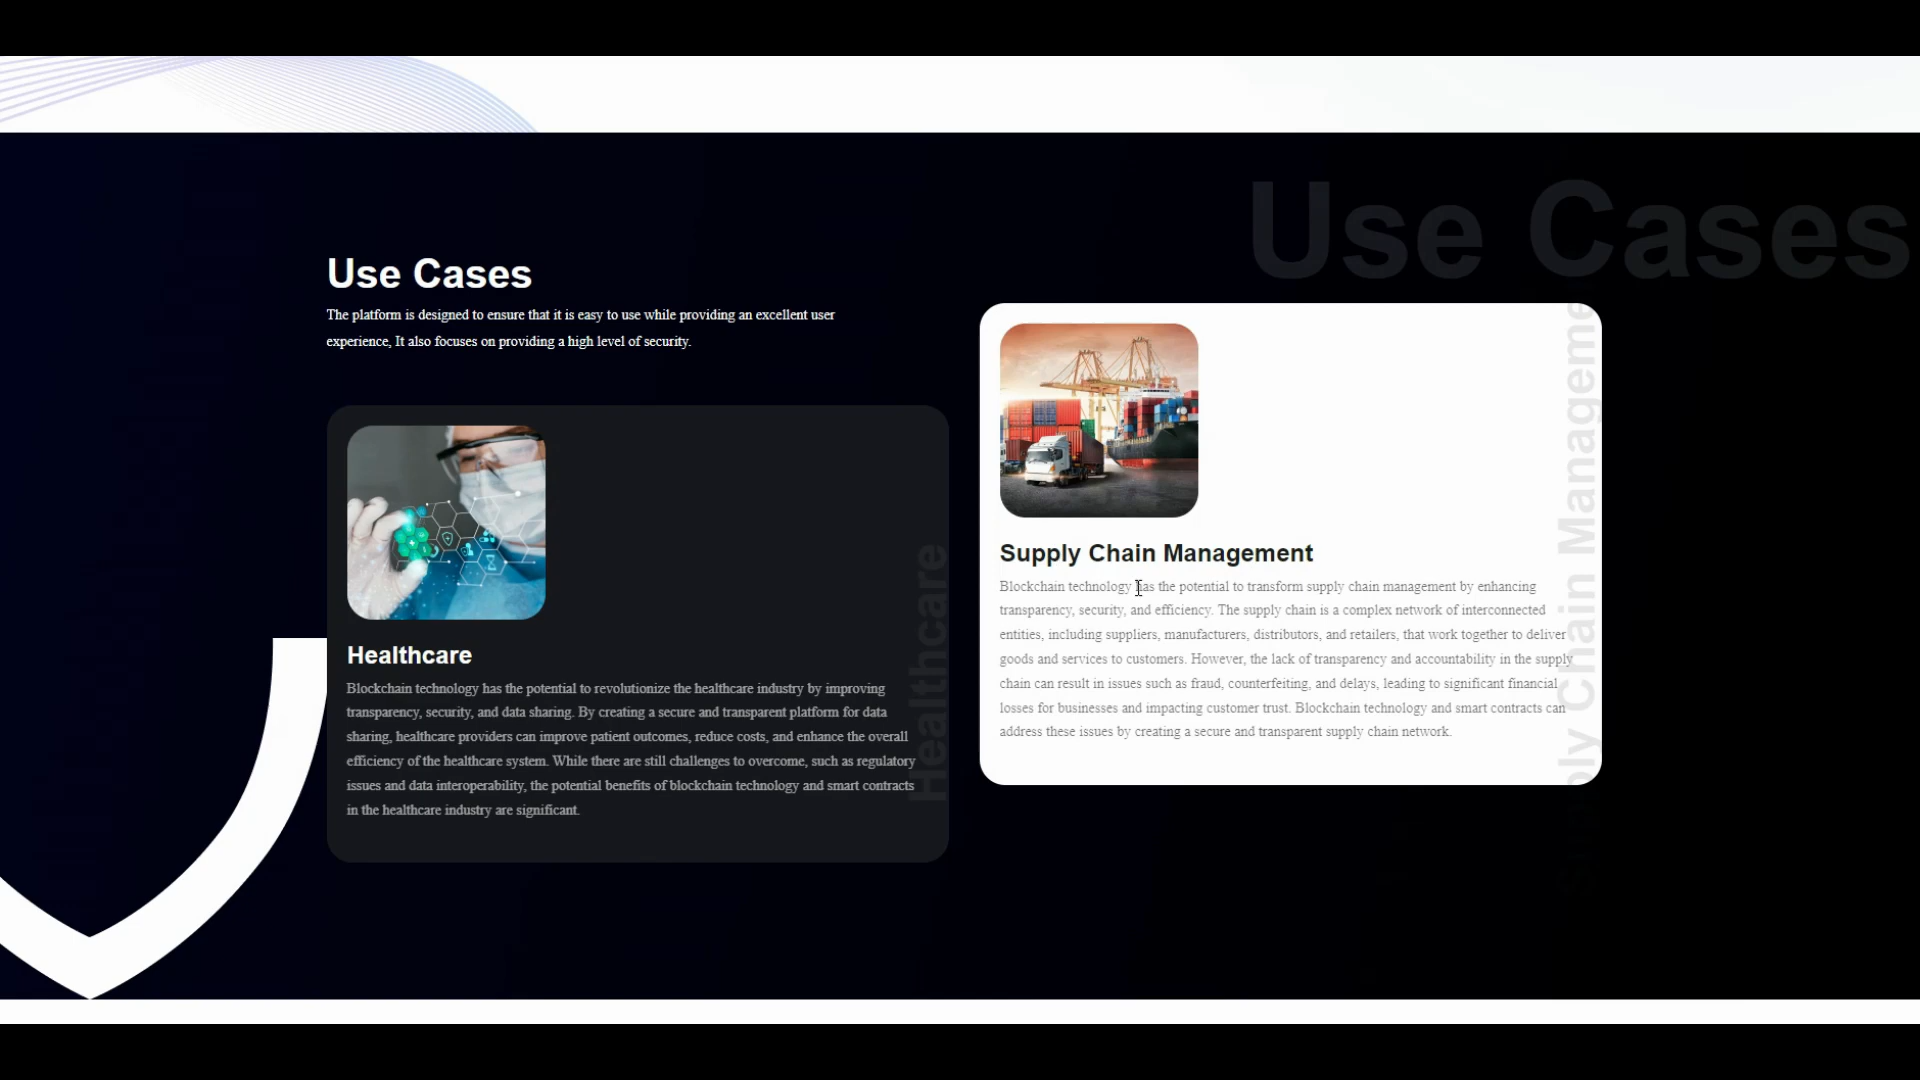 Use Cases
Use Cases
The platform is designed to ensure that it is easy to use while providing an excellent user
experience, It also focuses on providing a high level of security.
Healthcare
Healthcare
Blockchain technology has the potential to revolutionize the healthcare industry by improving
transparency, security, and data sharing. By creating a secure and transparent platform for data
sharing, healthcare providers can improve patient outcomes, reduce costs, and enhance the overall
efficiency of the healthcare system. While there are still challenges to overcome, such as regulatory
issues and data interoperability, the potential benefits of blockchain technology and smart contracts
in the healthcare industry are significant.
Supply Chain Manageme
Supply Chain Management
Blockchain technology has the potential to transform supply chain management by enhancing
transparency, security, and efficiency. The supply chain is a complex network of interconnected
entities, including suppliers, manufacturers, distributors, and retailers, that work together to deliver
goods and services to customers. However, the lack of transparency and accountability in the supply
chain can result in issues such as fraud, counterfeiting, and delays, leading to significant financial
losses for businesses and impacting customer trust. Blockchain technology and smart contracts can
address these issues by creating a secure and transparent supply chain network.